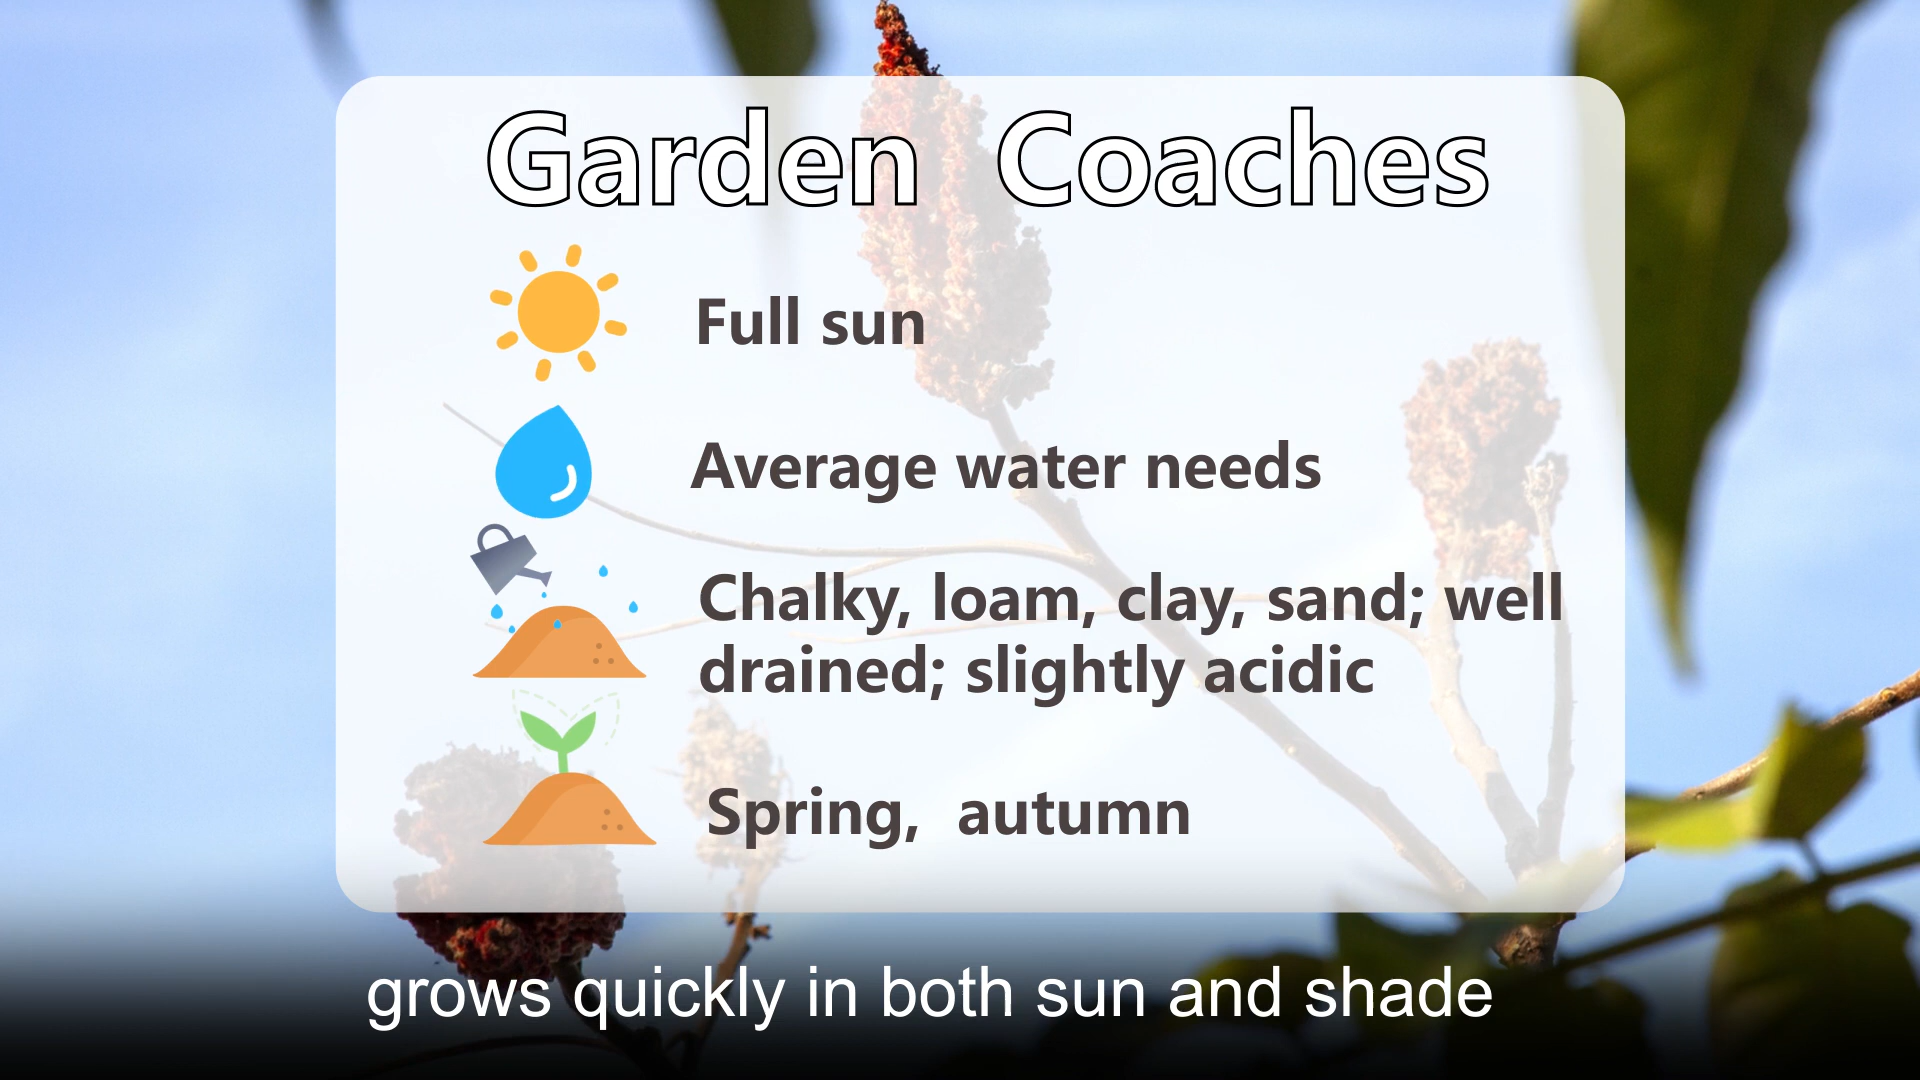 Garden Coaches
Full sun
Average water needs
Chalky, loam, clay, sand; well
drained; slightly acidic
Spring, autumn
grows quickly in both sun and shade